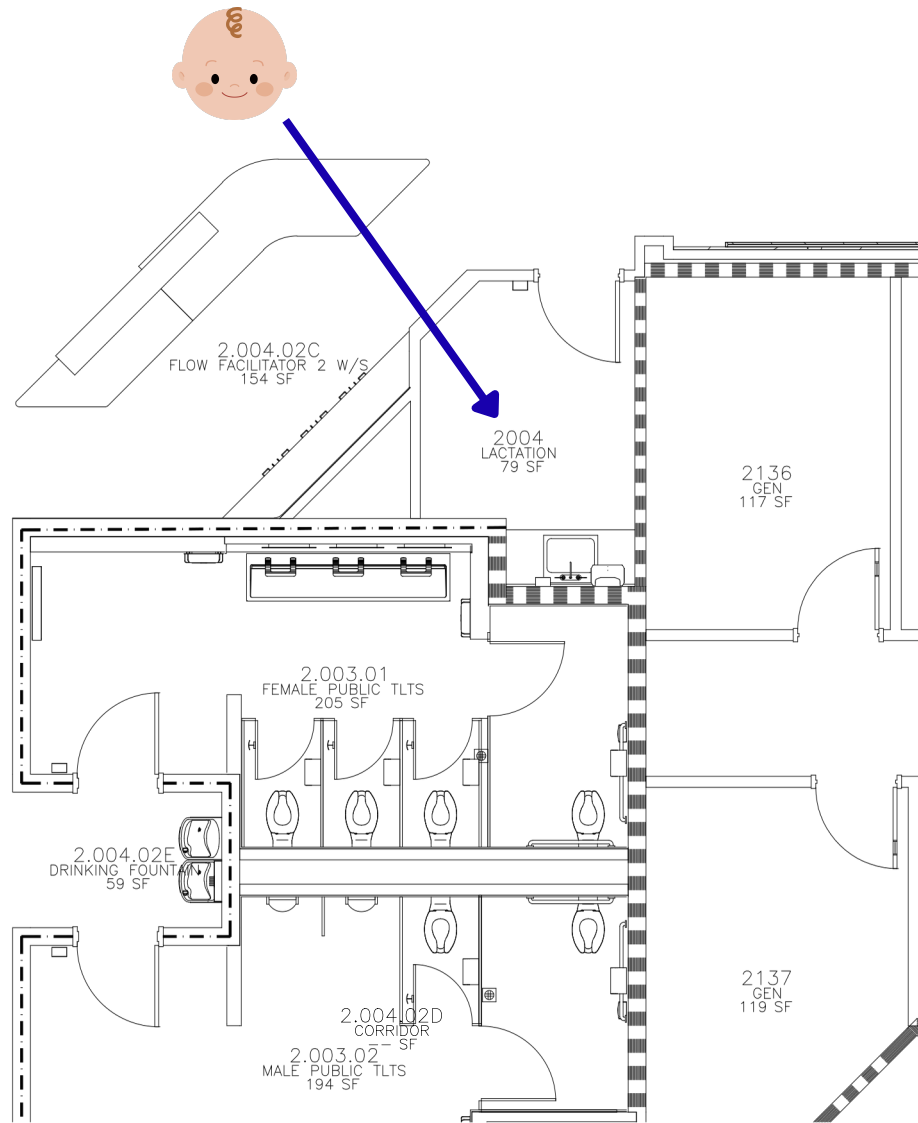 2.004.02C
FLOW FACILITATOR 2 W/S
154 SF
2004
LACTATION
79 SF
2136
GEN
117 SF
2.003.01
FEMALE PUBLIC TLTS
205 SF
2.004.02E
DRINKING FOUNTA
59 SF
2137
GEN
119 SF
2.004.02D
CORRIDOR
-- SF
2.003.02
MALE PUBLIC TLTS
194 SF